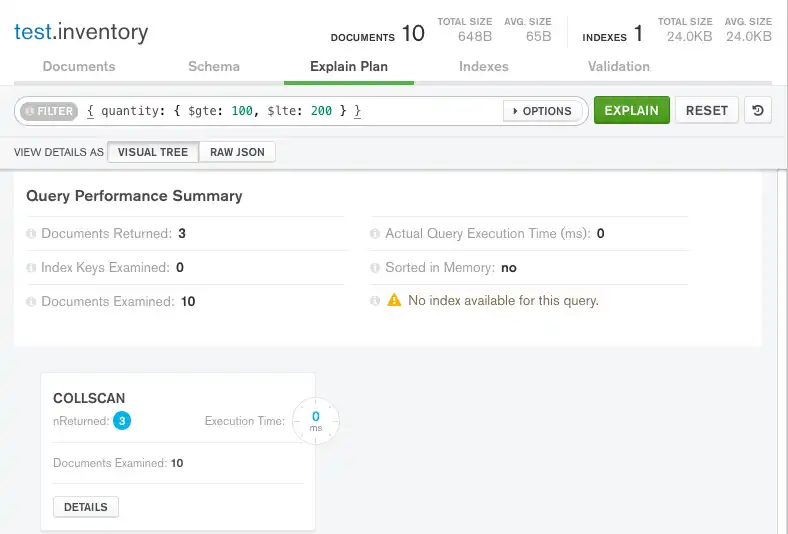 test.inventory
DOCUMENTS 10 TOTAL SIZE 648B AVG. SIZE 65B INDEXES 1 TOTAL SIZE 24.0KB AVG. SIZE 24.0KB
Documents Schema Explain Plan Indexes Validation
FILTER { quantity: { $gte: 100, $lte: 200 } } OPTIONS EXPLAIN RESET
VIEW DETAILS AS VISUAL TREE RAW JSON
Query Performance Summary
Documents Returned: 3 Actual Query Execution Time (ms): 0
Index Keys Examined: 0 Sorted in Memory: no
Documents Examined: 10 No index available for this query.
COLLSCAN
nReturned: 3 Execution Time: 0 ms
Documents Examined: 10
DETAILS